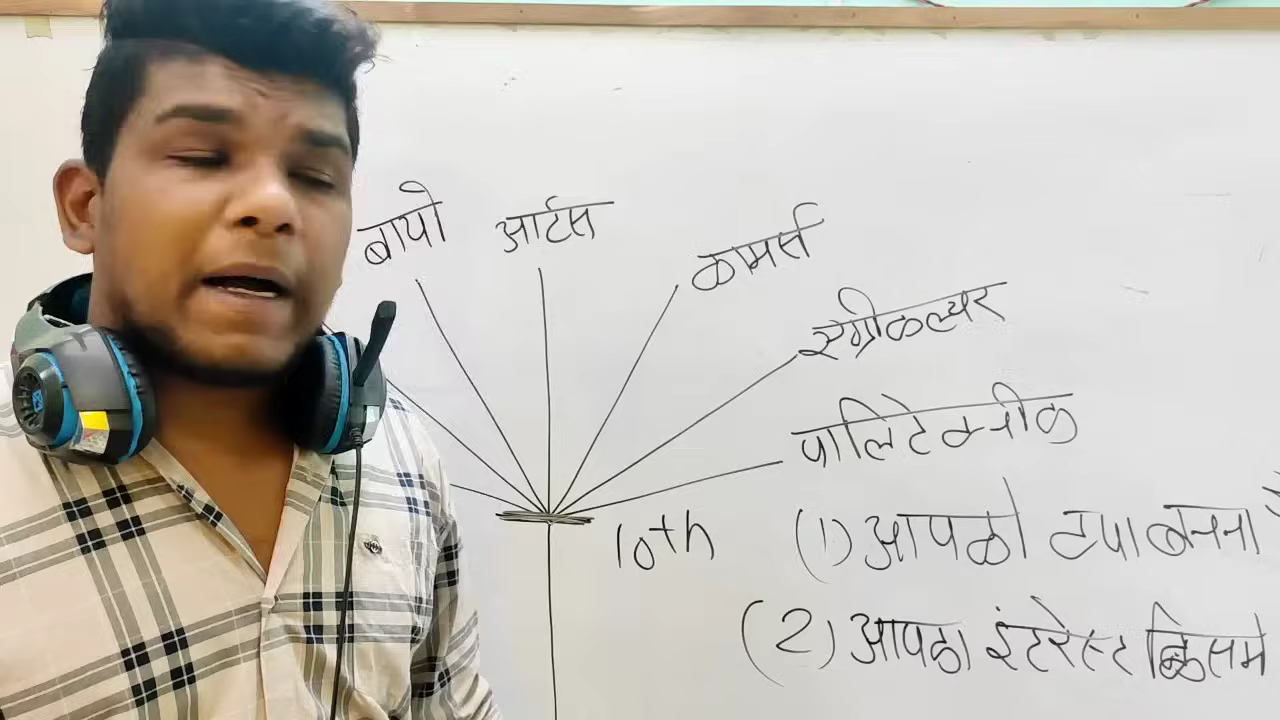 बायो
आर्टस
कामर्स
एग्रीकल्चर
पालिटेक्नीक
10th
(1) आपको क्या बनना
(2) आपका इंटरेस्ट किसमे